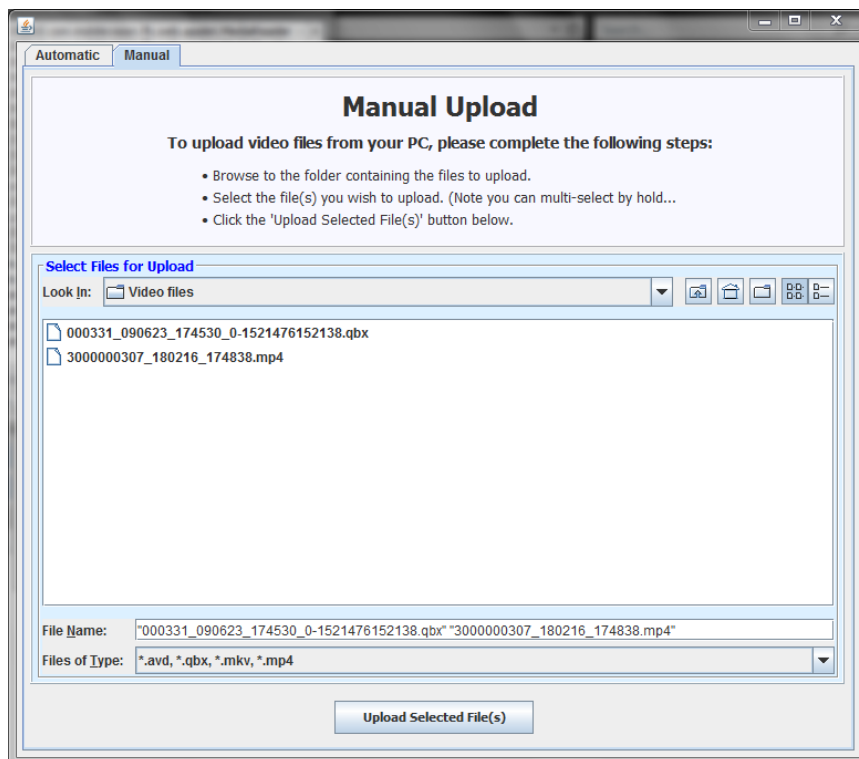 Automatic Manual
Manual Upload
To upload video files from your PC, please complete the following steps:
• Browse to the folder containing the files to upload.
• Select the file(s) you wish to upload. (Note you can multi-select by hold...
• Click the 'Upload Selected File(s)' button below.
Select Files for Upload
Look In: Video files
000331_090623_174530_0-1521476152138.qbx
3000000307_180216_174838.mp4
File Name: "000331_090623_174530_0-1521476152138.qbx" "3000000307_180216_174838.mp4"
Files of Type: *.avd, *.qbx, *.mkv, *.mp4
Upload Selected File(s)